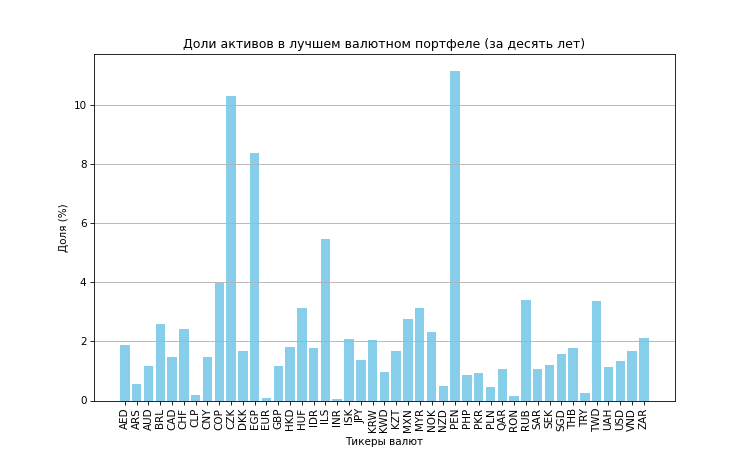 Доли активов в лучшем валютном портфеле (за десять лет)
Доля (%)
10
8
6
4
2
0
AED ARS AUD BRL CAD CHF CLP CNY COP CZK DKK EGP EUR GBP HKD HUF IDR ILS INR ISK JPY KRW KWD KZT MXN MYR NOK NZD PEN PHP PKR PLN QAR RON RUB SAR SEK SGD THB TRY TWD UAH USD VND ZAR
Тикеры валют